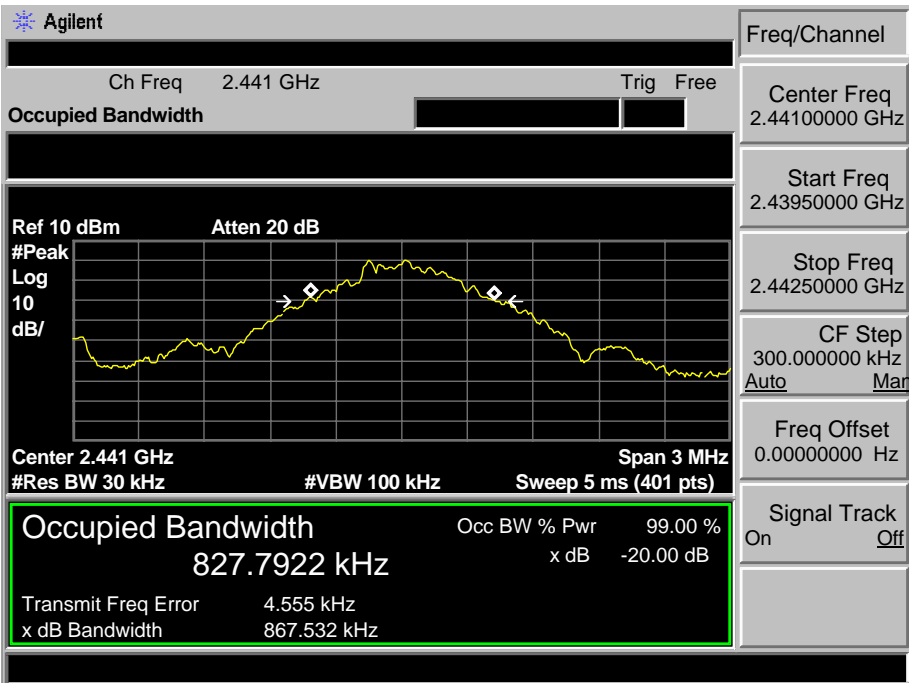 Agilent
Freq/Channel
Ch Freq 2.441 GHz Trig Free
Occupied Bandwidth
Center Freq
2.44100000 GHz
Start Freq
2.43950000 GHz
Stop Freq
2.44250000 GHz
CF Step
300.000000 kHz
Auto Man
Freq Offset
0.00000000 Hz
Signal Track
On Off
Ref 10 dBm Atten 20 dB
#Peak
Log
10
dB/
Center 2.441 GHz Span 3 MHz
#Res BW 30 kHz #VBW 100 kHz Sweep 5 ms (401 pts)
Occupied Bandwidth
827.7922 kHz
Occ BW % Pwr 99.00 %
x dB -20.00 dB
Transmit Freq Error 4.555 kHz
x dB Bandwidth 867.532 kHz